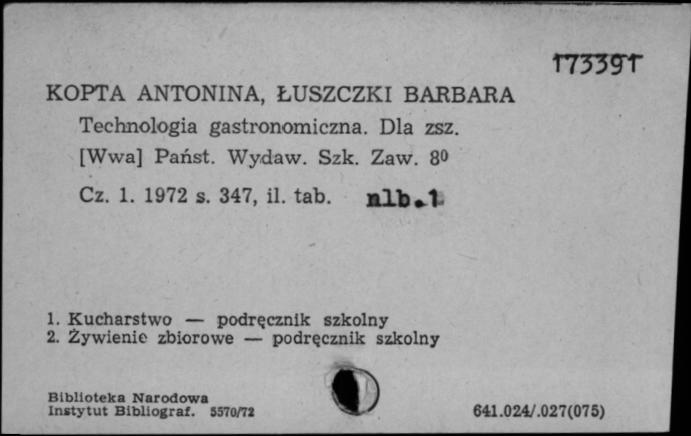 173391
KOPTA ANTONINA, ŁUSZCZKI BARBARA
Technologia gastronomiczna. Dla zsz.
[Wwa] Państ. Wydaw. Szk. Zaw. 8⁰
Cz. 1. 1972 s. 347, il. tab. nlb.1
1. Kucharstwo — podręcznik szkolny
2. Żywienie zbiorowe — podręcznik szkolny
Biblioteka Narodowa
Instytut Bibliograf. 5570/72
641.024/.027(075)